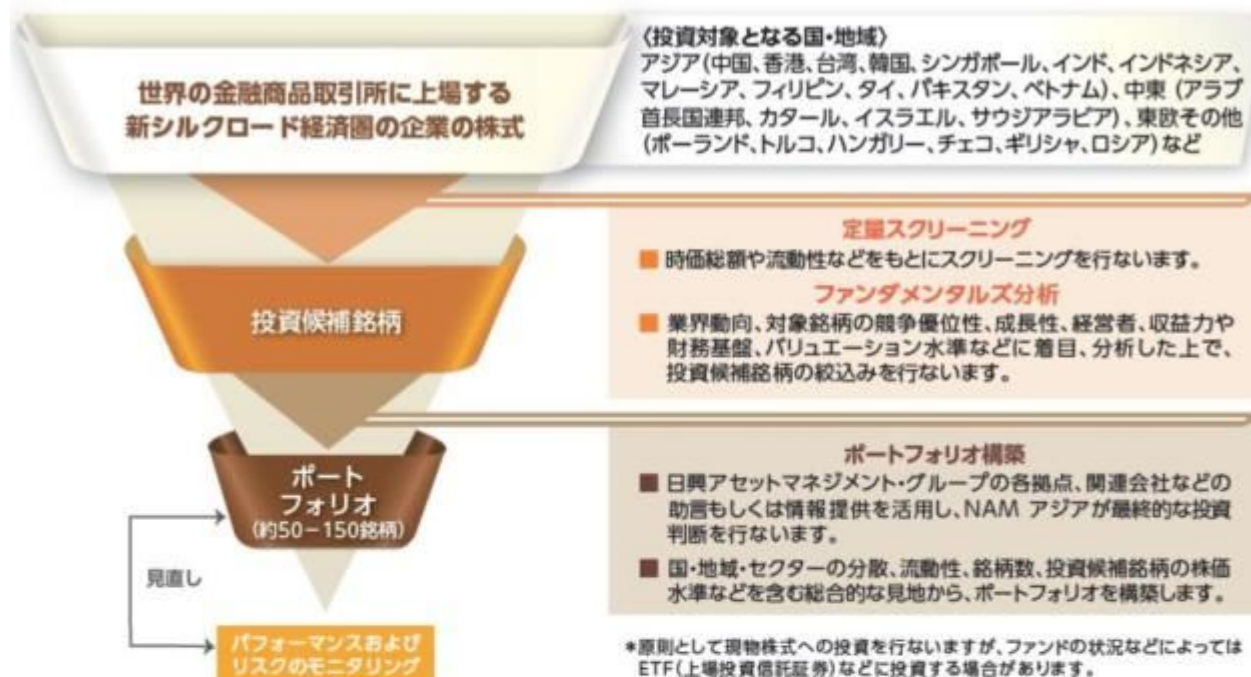 世界の金融商品取引所に上場する
新シルクロード経済圏の企業の株式
〈投資対象となる国・地域〉
アジア(中国、香港、台湾、韓国、シンガポール、インド、インドネシア、
マレーシア、フィリピン、タイ、パキスタン、ベトナム)、中東 (アラブ
首長国連邦、カタール、イスラエル、サウジアラビア)、東欧その他
(ポーランド、トルコ、ハンガリー、チェコ、ギリシャ、ロシア)など
定量スクリーニング
■ 時価総額や流動性などをもとにスクリーニングを行ないます。
ファンダメンタルズ分析
■ 業界動向、対象銘柄の競争優位性、成長性、経営者、収益力や
財務基盤、バリュエーション水準などに着目、分析した上で、
投資候補銘柄の絞込みを行ないます。
投資候補銘柄
ポートフォリオ構築
■ 日興アセットマネジメント・グループの各拠点、関連会社などの
助言もしくは情報提供を活用し、NAM アジアが最終的な投資
判断を行ないます。
■ 国・地域・セクターの分散、流動性、銘柄数、投資候補銘柄の株価
水準などを含む総合的な見地から、ポートフォリオを構築します。
ポート
フォリオ
(約50−150銘柄)
見直し
パフォーマンスおよび
リスクのモニタリング
*原則として現物株式への投資を行ないますが、ファンドの状況などによっては
ETF(上場投資信託証券)などに投資する場合があります。